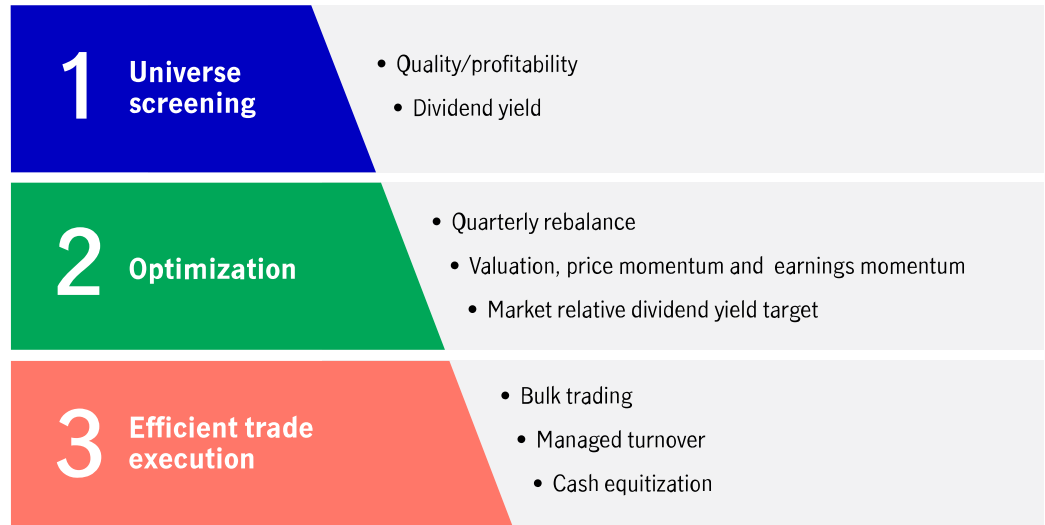 1
Universe
screening
• Quality/profitability
• Dividend yield
2
Optimization
• Quarterly rebalance
• Valuation, price momentum and earnings momentum
• Market relative dividend yield target
3
Efficient trade
execution
• Bulk trading
• Managed turnover
• Cash equitization